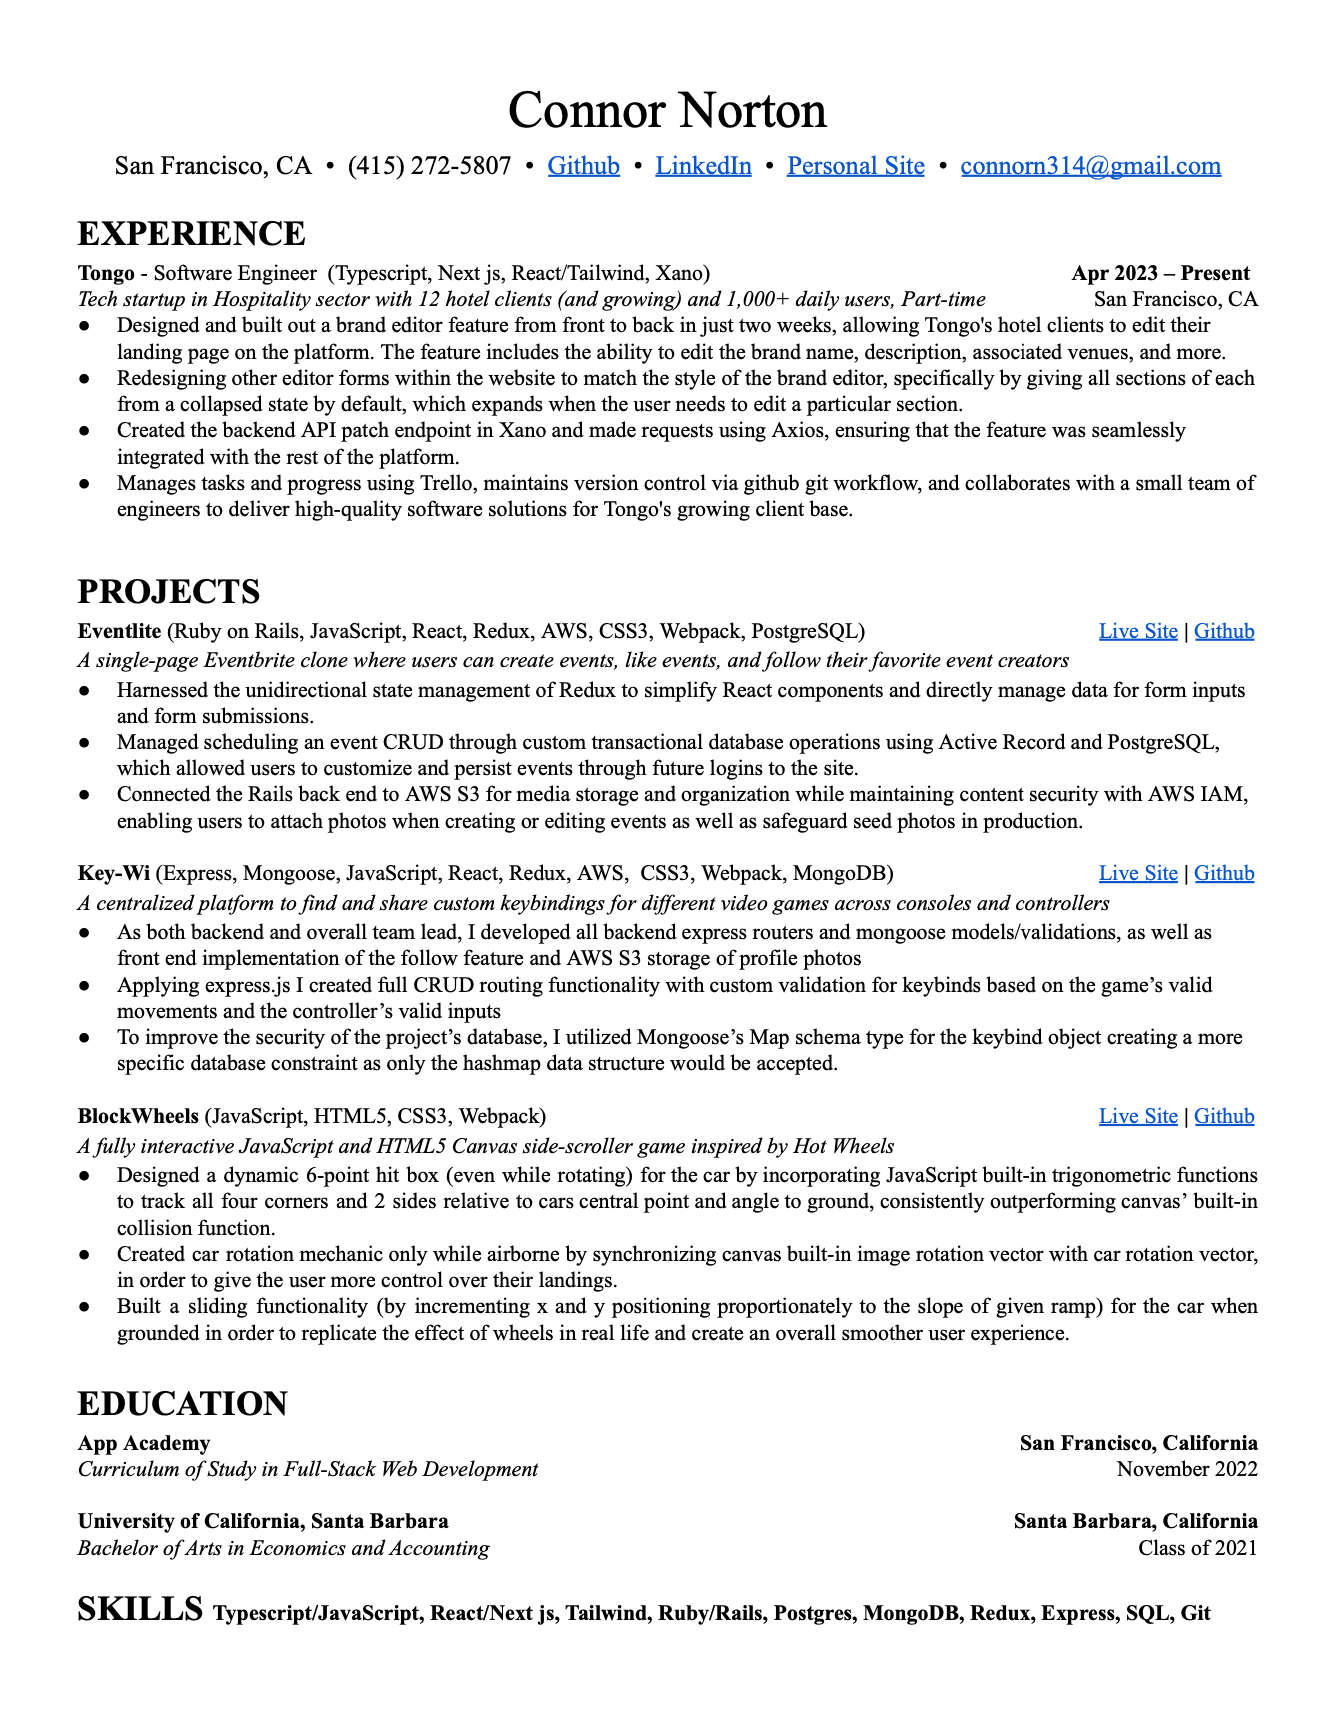 Connor Norton
San Francisco, CA • (415) 272-5807 • Github • LinkedIn • Personal Site • connorn314@gmail.com
EXPERIENCE
Tongo - Software Engineer (Typescript, Next js, React/Tailwind, Xano) Apr 2023 – Present
Tech startup in Hospitality sector with 12 hotel clients (and growing) and 1,000+ daily users, Part-time San Francisco, CA
● Designed and built out a brand editor feature from front to back in just two weeks, allowing Tongo's hotel clients to edit their
landing page on the platform. The feature includes the ability to edit the brand name, description, associated venues, and more.
● Redesigning other editor forms within the website to match the style of the brand editor, specifically by giving all sections of each
from a collapsed state by default, which expands when the user needs to edit a particular section.
● Created the backend API patch endpoint in Xano and made requests using Axios, ensuring that the feature was seamlessly
integrated with the rest of the platform.
● Manages tasks and progress using Trello, maintains version control via github git workflow, and collaborates with a small team of
engineers to deliver high-quality software solutions for Tongo's growing client base.
PROJECTS
Eventlite (Ruby on Rails, JavaScript, React, Redux, AWS, CSS3, Webpack, PostgreSQL) Live Site | Github
A single-page Eventbrite clone where users can create events, like events, and follow their favorite event creators
● Harnessed the unidirectional state management of Redux to simplify React components and directly manage data for form inputs
and form submissions.
● Managed scheduling an event CRUD through custom transactional database operations using Active Record and PostgreSQL,
which allowed users to customize and persist events through future logins to the site.
● Connected the Rails back end to AWS S3 for media storage and organization while maintaining content security with AWS IAM,
enabling users to attach photos when creating or editing events as well as safeguard seed photos in production.
Key-Wi (Express, Mongoose, JavaScript, React, Redux, AWS, CSS3, Webpack, MongoDB) Live Site | Github
A centralized platform to find and share custom keybindings for different video games across consoles and controllers
● As both backend and overall team lead, I developed all backend express routers and mongoose models/validations, as well as
front end implementation of the follow feature and AWS S3 storage of profile photos
● Applying express.js I created full CRUD routing functionality with custom validation for keybinds based on the game’s valid
movements and the controller’s valid inputs
● To improve the security of the project’s database, I utilized Mongoose’s Map schema type for the keybind object creating a more
specific database constraint as only the hashmap data structure would be accepted.
BlockWheels (JavaScript, HTML5, CSS3, Webpack) Live Site | Github
A fully interactive JavaScript and HTML5 Canvas side-scroller game inspired by Hot Wheels
● Designed a dynamic 6-point hit box (even while rotating) for the car by incorporating JavaScript built-in trigonometric functions
to track all four corners and 2 sides relative to cars central point and angle to ground, consistently outperforming canvas’ built-in
collision function.
● Created car rotation mechanic only while airborne by synchronizing canvas built-in image rotation vector with car rotation vector,
in order to give the user more control over their landings.
● Built a sliding functionality (by incrementing x and y positioning proportionately to the slope of given ramp) for the car when
grounded in order to replicate the effect of wheels in real life and create an overall smoother user experience.
EDUCATION
App Academy San Francisco, California
Curriculum of Study in Full-Stack Web Development November 2022
University of California, Santa Barbara Santa Barbara, California
Bachelor of Arts in Economics and Accounting Class of 2021
SKILLS Typescript/JavaScript, React/Next js, Tailwind, Ruby/Rails, Postgres, MongoDB, Redux, Express, SQL, Git